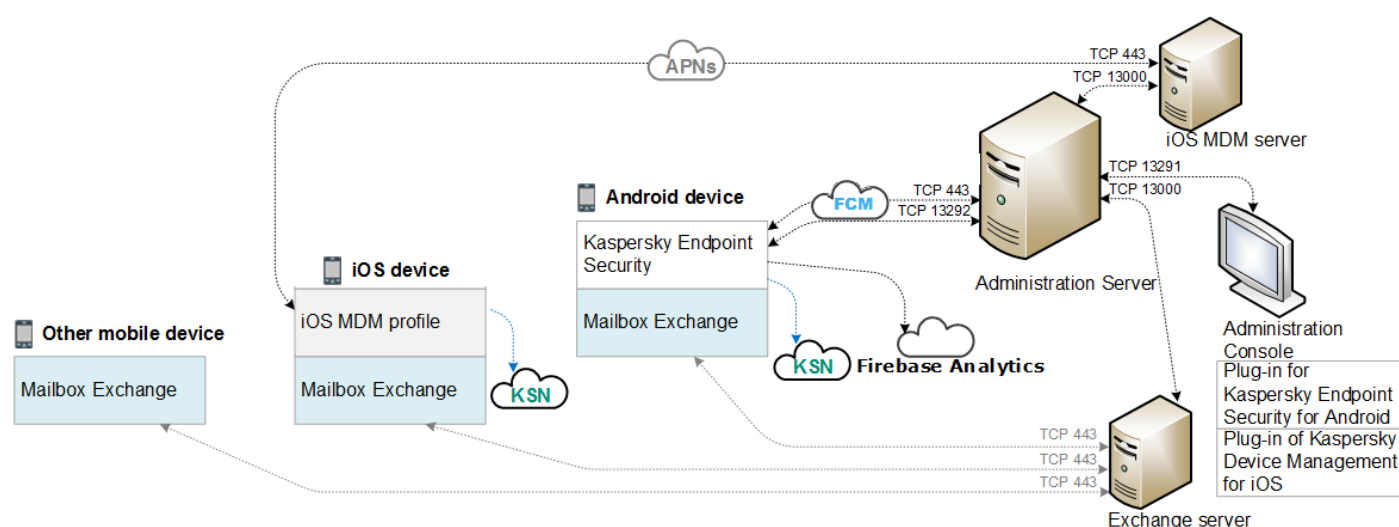 APNs
TCP 443
TCP 13000
iOS MDM server
TCP 13291
TCP 13000
Android device
FCM
TCP 443
TCP 13292
Kaspersky Endpoint
Security
Administration Server
iOS device
iOS MDM profile
Mailbox Exchange
Other mobile device
Mailbox Exchange
Mailbox Exchange
KSN
KSN
Firebase Analytics
Administration
Console
Plug-in for
Kaspersky Endpoint
Security for Android
Plug-in of Kaspersky
Device Management
for iOS
TCP 443
TCP 443
TCP 443
Exchange server